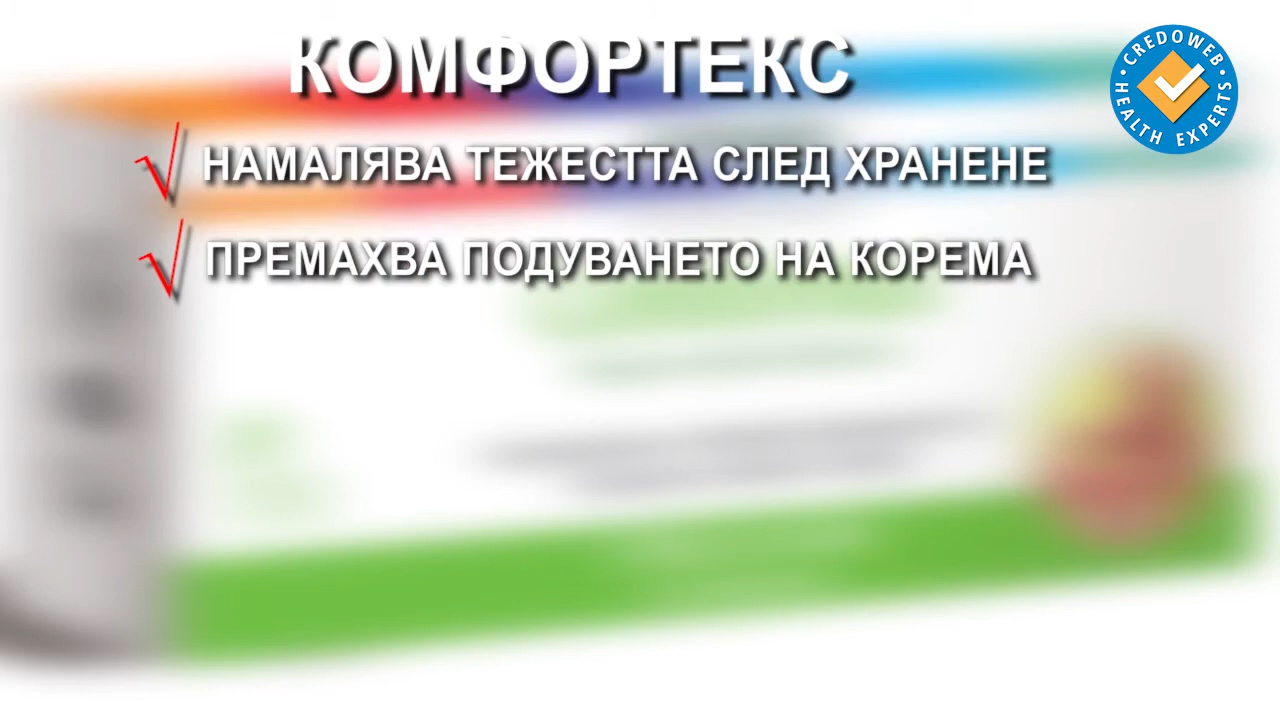 КОМФОРТЕКС
CREDOWEB
HEALTH EXPERTS
√ НАМАЛЯВА ТЕЖЕСТТА СЛЕД ХРАНЕНЕ
√ ПРЕМАХВА ПОДУВАНЕТО НА КОРЕМА